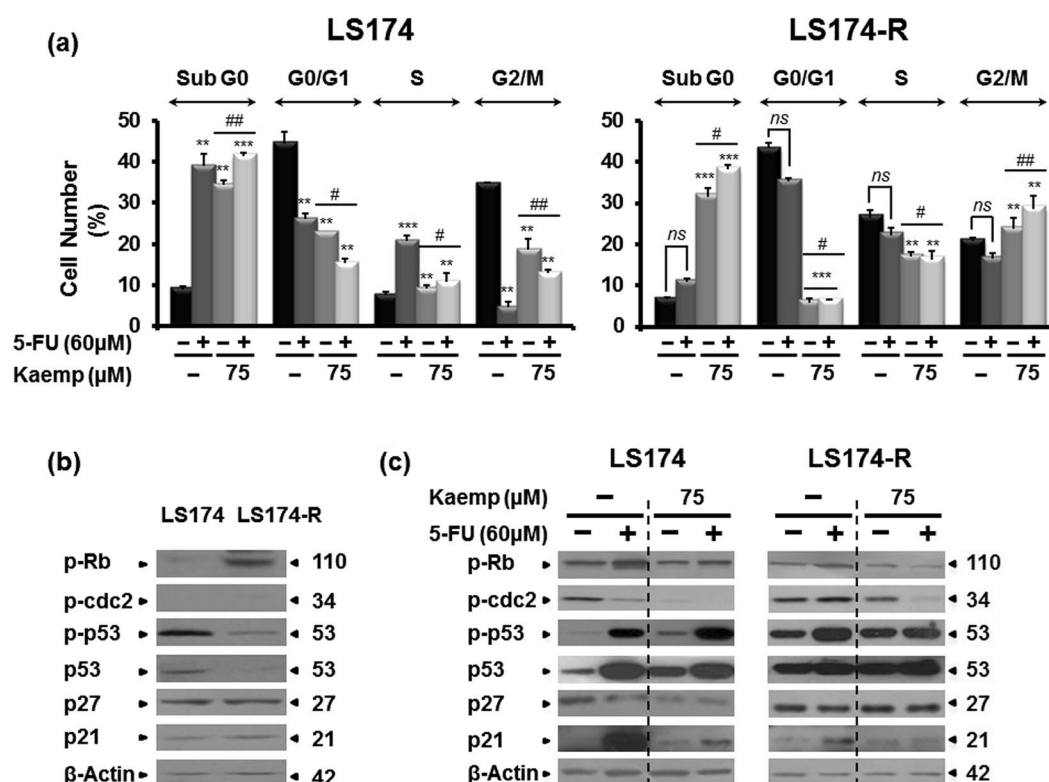 (a)
LS174
LS174-R
Sub G0 G0/G1 S G2/M
Sub G0 G0/G1 S G2/M
Cell Number (%)
50
40
30
20
10
0
** ** *** ##
** ** ** #
*** ** ** #
** ** ** ##
50
40
30
20
10
0
ns *** *** #
ns *** #
ns ** ** #
ns ** ** ##
5-FU (60µM) – + – + – + – + – + – + – + – + – + – + – + – + – + – + – + – +
Kaemp (µM) – 75 – 75 – 75 – 75 – 75 – 75 – 75 – 75
(b)
LS174 LS174-R
p-Rb 110
p-cdc2 34
p-p53 53
p53 53
p27 27
p21 21
β-Actin 42
(c)
LS174
LS174-R
Kaemp (µM) – 75 – 75
5-FU (60µM) – + – + – + – +
p-Rb 110
p-cdc2 34
p-p53 53
p53 53
p27 27
p21 21
β-Actin 42